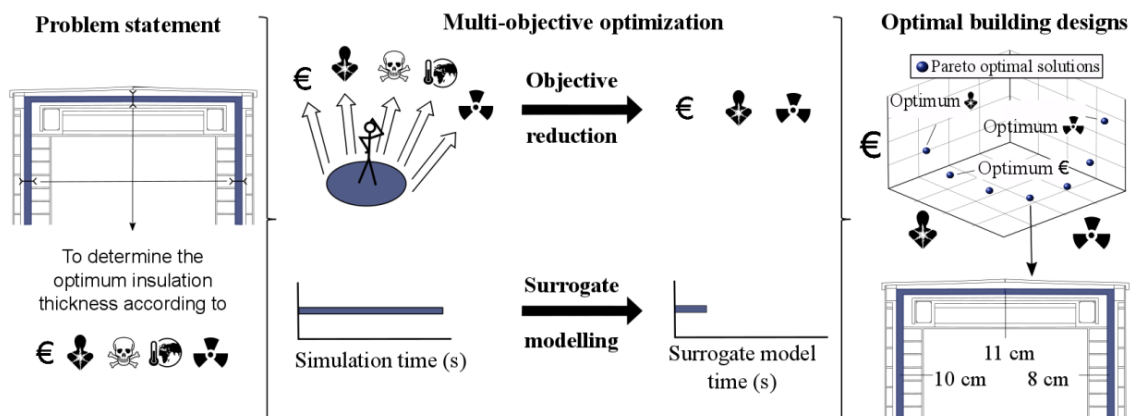 Problem statement
To determine the
optimum insulation
thickness according to
€
Multi-objective optimization
€
Objective
reduction
€
Simulation time (s)
Surrogate
modelling
Surrogate model
time (s)
Optimal building designs
Pareto optimal solutions
Optimum
Optimum
€
Optimum €
11 cm
10 cm
8 cm